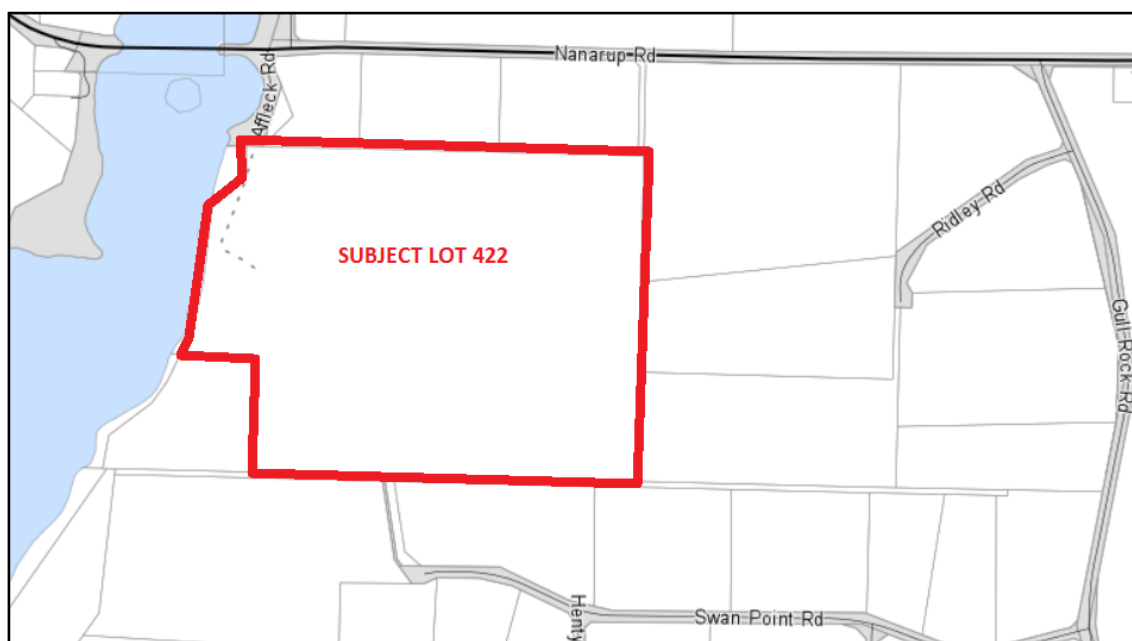 Nanarup Rd
Affleck Rd
Ridley Rd
SUBJECT LOT 422
Gull Rock Rd
Henty
Swan Point Rd